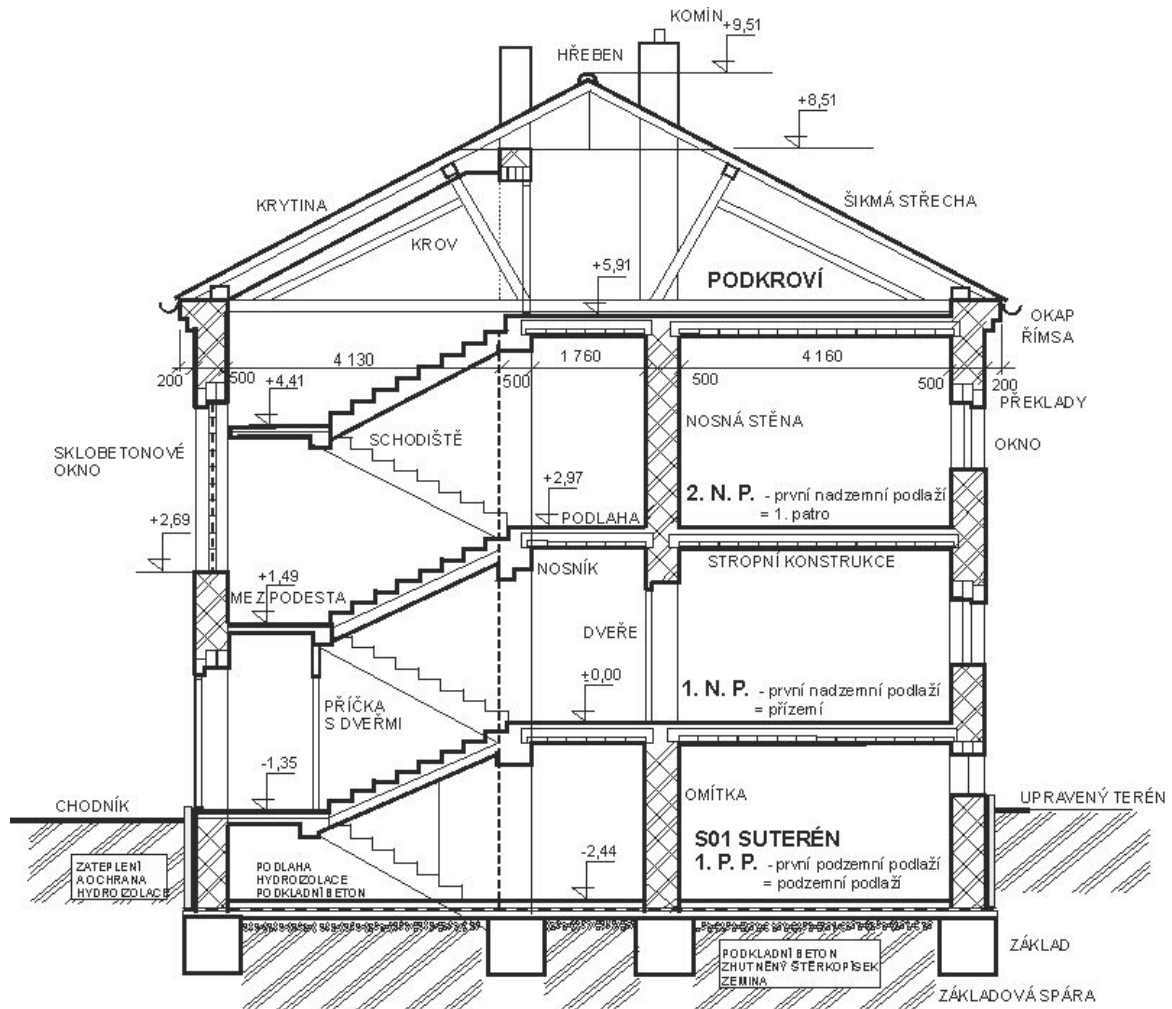 KOMÍN
+9,51
HŘEBEN
+8,51
KRYTINA
ŠIKMÁ STŘECHA
KROV
+5,91
PODKROVÍ
OKAP
ŘÍMSA
200
500
4 130
500
1 760
500
4 160
500
200
+4,41
PŘEKLADY
SCHODIŠTĚ
NOSNÁ STĚNA
OKNO
SKLOBETONOVÉ
OKNO
+2,97
2. N. P. - první nadzemní podlaží
= 1. patro
+2,69
PODLAHA
NOSNÍK
STROPNÍ KONSTRUKCE
+1,49
MEZIPODESTA
DVEŘE
±0,00
1. N. P. - první nadzemní podlaží
= přízemí
PŘÍČKA
S DVEŘMI
-1,35
OMÍTKA
CHODNÍK
UPRAVENÝ TERÉN
S01 SUTERÉN
1. P. P. - první podzemní podlaží
= podzemní podlaží
-2,44
ZATEPLENÍ
AOCHRANA
HYDROIZOLACE
PODLAHA
HYDROIZOLACE
PODKLADNÍ BETON
PODKLADNÍ BETON
ZHUTNĚNÝ ŠTĚRKOPÍSEK
ZEMINA
ZÁKLAD
ZÁKLADOVÁ SPÁRA